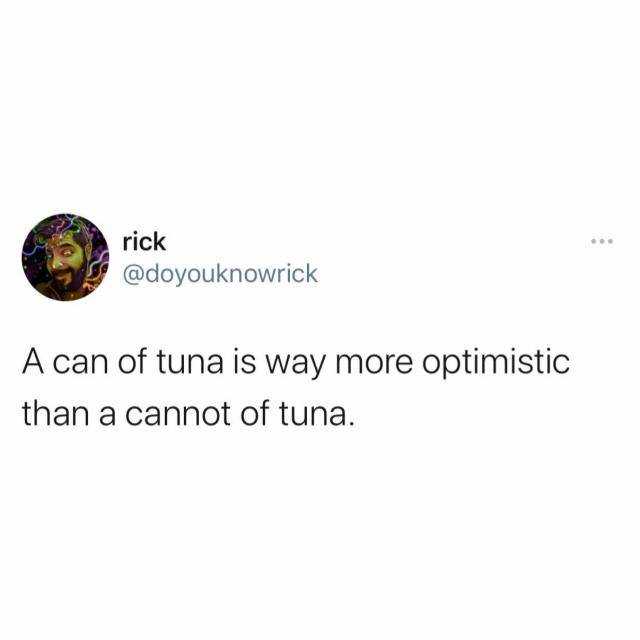 rick
@doyouknowrick
A can of tuna is way more optimistic
than a cannot of tuna.